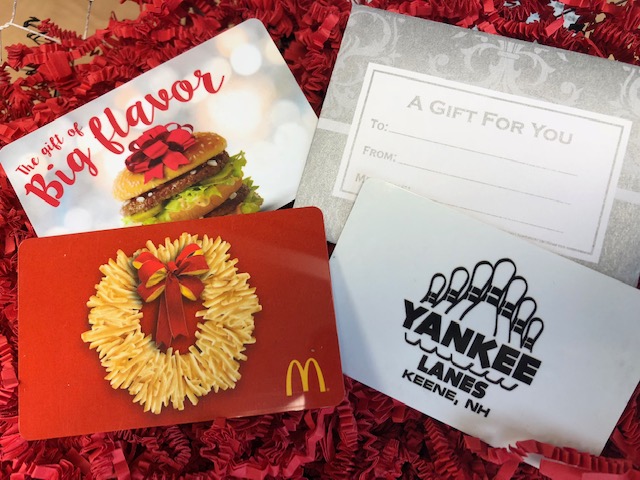 The gift of
Big flavor
A GIFT FOR YOU
TO:
FROM:
M
YANKEE
LANES
KEENE, NH